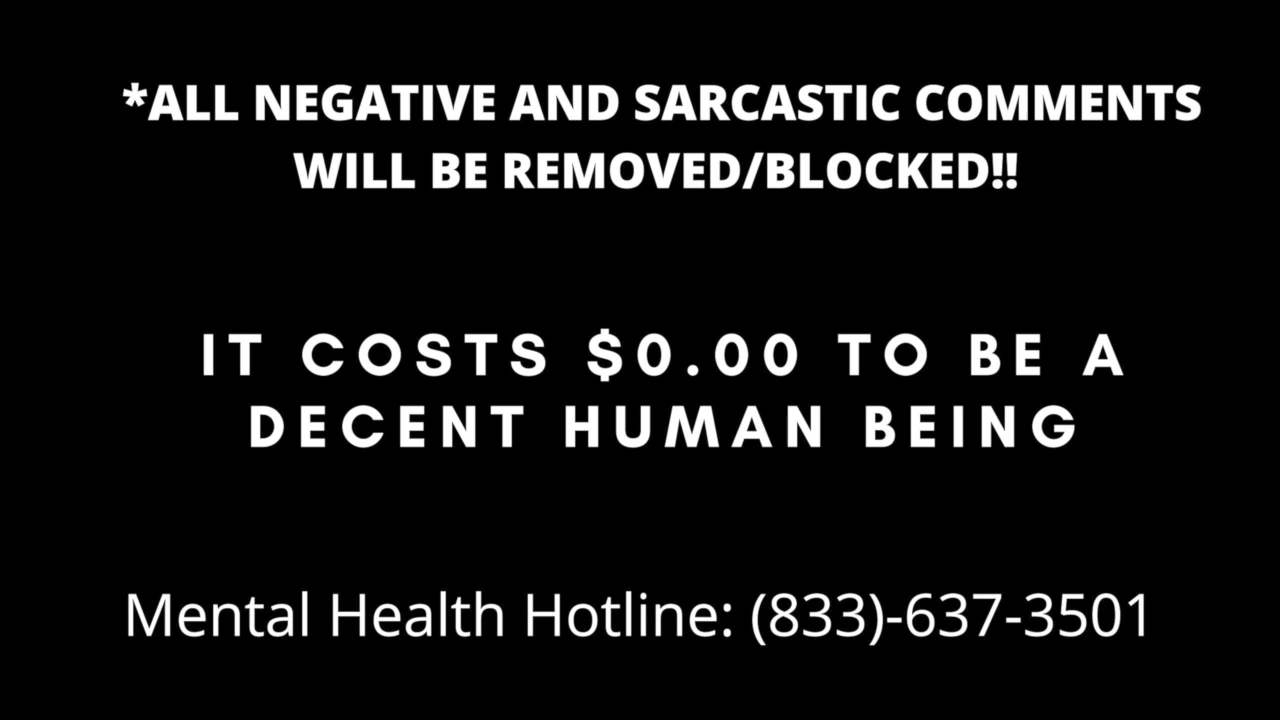 *ALL NEGATIVE AND SARCASTIC COMMENTS
WILL BE REMOVED/BLOCKED!!
IT COSTS $0.00 TO BE A
DECENT HUMAN BEING
Mental Health Hotline: (833)-637-3501